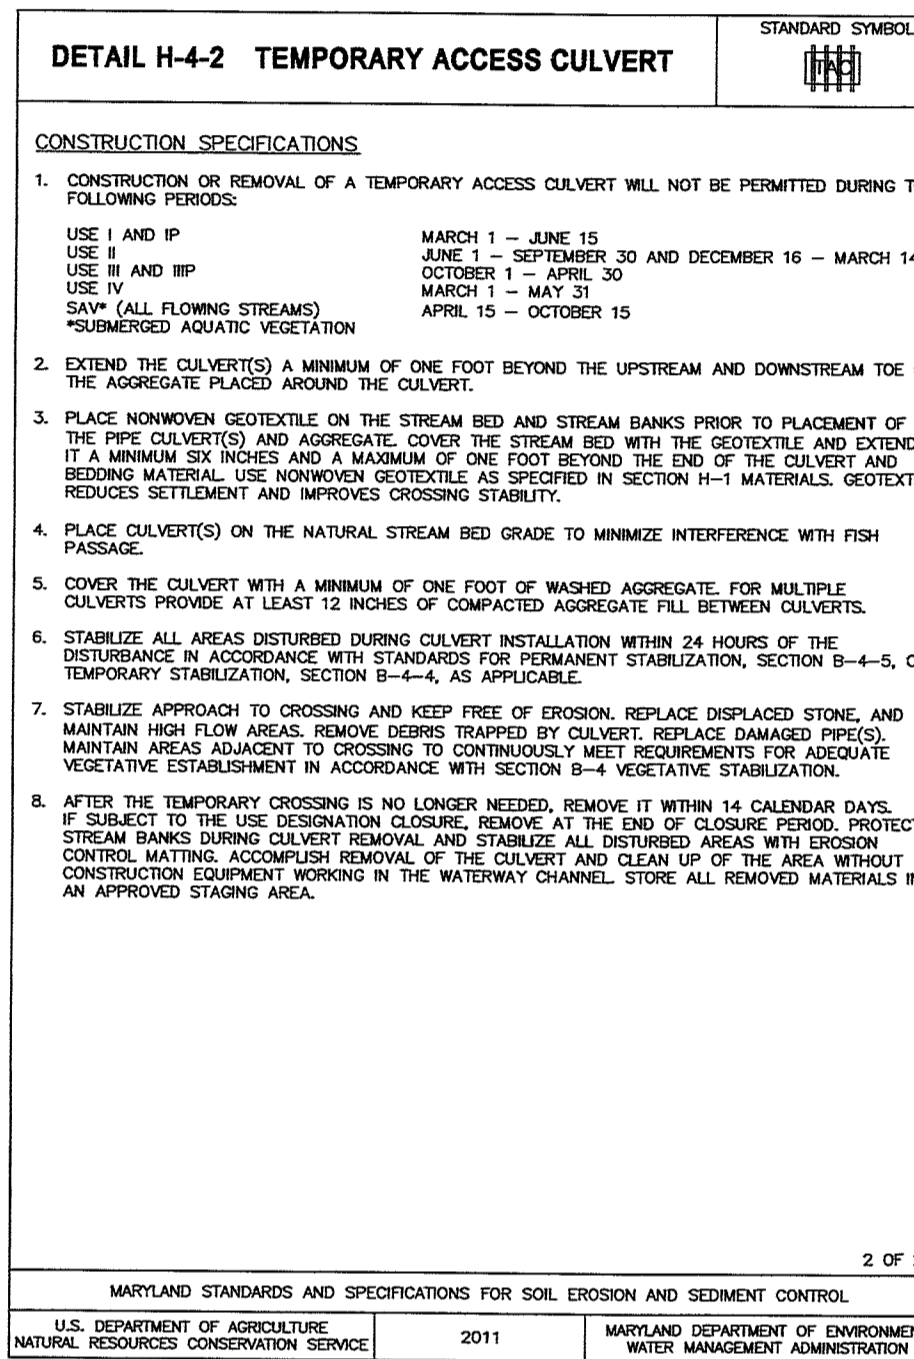 STANDARD SYMBOL
DETAIL H-4-2 TEMPORARY ACCESS CULVERT
TAC
CONSTRUCTION SPECIFICATIONS
1. CONSTRUCTION OR REMOVAL OF A TEMPORARY ACCESS CULVERT WILL NOT BE PERMITTED DURING
FOLLOWING PERIODS:
USE I AND IP MARCH 1 – JUNE 15
USE II JUNE 1 – SEPTEMBER 30 AND DECEMBER 16 – MARCH 14
USE III AND IIIP OCTOBER 1 – APRIL 30
USE IV MARCH 1 – MAY 31
SAV* (ALL FLOWING STREAMS) APRIL 15 – OCTOBER 15
*SUBMERGED AQUATIC VEGETATION
2. EXTEND THE CULVERT(S) A MINIMUM OF ONE FOOT BEYOND THE UPSTREAM AND DOWNSTREAM TOE
THE AGGREGATE PLACED AROUND THE CULVERT.
3. PLACE NONWOVEN GEOTEXTILE ON THE STREAM BED AND STREAM BANKS PRIOR TO PLACEMENT OF
THE PIPE CULVERT(S) AND AGGREGATE. COVER THE STREAM BED WITH THE GEOTEXTILE AND EXTEND
IT A MINIMUM SIX INCHES AND A MAXIMUM OF ONE FOOT BEYOND THE END OF THE CULVERT AND
BEDDING MATERIAL. USE NONWOVEN GEOTEXTILE AS SPECIFIED IN SECTION H–1 MATERIALS. GEOTEXT
REDUCES SETTLEMENT AND IMPROVES CROSSING STABILITY.
4. PLACE CULVERT(S) ON THE NATURAL STREAM BED GRADE TO MINIMIZE INTERFERENCE WITH FISH
PASSAGE.
5. COVER THE CULVERT WITH A MINIMUM OF ONE FOOT OF WASHED AGGREGATE. FOR MULTIPLE
CULVERTS PROVIDE AT LEAST 12 INCHES OF COMPACTED AGGREGATE FILL BETWEEN CULVERTS.
6. STABILIZE ALL AREAS DISTURBED DURING CULVERT INSTALLATION WITHIN 24 HOURS OF THE
DISTURBANCE IN ACCORDANCE WITH STANDARDS FOR PERMANENT STABILIZATION, SECTION B–4–5,
TEMPORARY STABILIZATION, SECTION B–4–4, AS APPLICABLE.
7. STABILIZE APPROACH TO CROSSING AND KEEP FREE OF EROSION. REPLACE DISPLACED STONE, AND
MAINTAIN HIGH FLOW AREAS. REMOVE DEBRIS TRAPPED BY CULVERT. REPLACE DAMAGED PIPE(S).
MAINTAIN AREAS ADJACENT TO CROSSING TO CONTINUOUSLY MEET REQUIREMENTS FOR ADEQUATE
VEGETATIVE ESTABLISHMENT IN ACCORDANCE WITH SECTION B–4 VEGETATIVE STABILIZATION.
8. AFTER THE TEMPORARY CROSSING IS NO LONGER NEEDED, REMOVE IT WITHIN 14 CALENDAR DAYS.
IF SUBJECT TO THE USE DESIGNATION CLOSURE, REMOVE AT THE END OF CLOSURE PERIOD. PROTECT
STREAM BANKS DURING CULVERT REMOVAL AND STABILIZE ALL DISTURBED AREAS WITH EROSION
CONTROL MATTING. ACCOMPLISH REMOVAL OF THE CULVERT AND CLEAN UP OF THE AREA WITHOUT
CONSTRUCTION EQUIPMENT WORKING IN THE WATERWAY CHANNEL. STORE ALL REMOVED MATERIALS IN
AN APPROVED STAGING AREA.
2 OF
MARYLAND STANDARDS AND SPECIFICATIONS FOR SOIL EROSION AND SEDIMENT CONTROL
U.S. DEPARTMENT OF AGRICULTURE
NATURAL RESOURCES CONSERVATION SERVICE
2011
MARYLAND DEPARTMENT OF ENVIRONMEN
WATER MANAGEMENT ADMINISTRATION